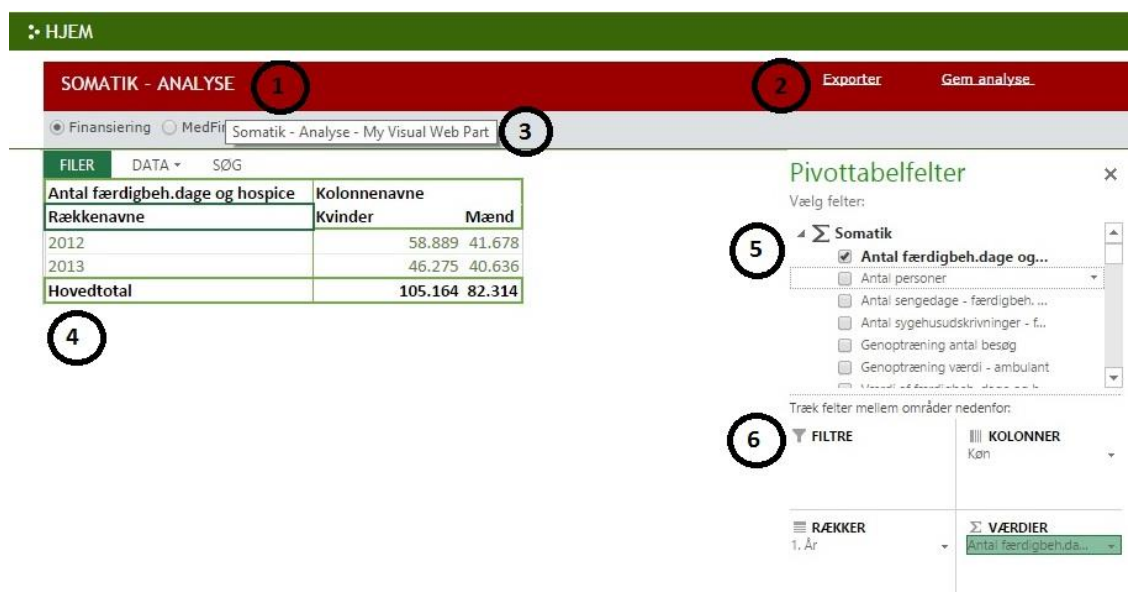 HJEM
SOMATIK - ANALYSE 1 2 Exporter Gem analyse
Finansiering Somatik - Analyse - My Visual Web Part 3
FILER DATA SØG
Antal færdigbeh.dage og hospice Kolonnenavne
Rækkenavne Kvinder Mænd
2012 58.889 41.678
2013 46.275 40.636
Hovedtotal 105.164 82.314
4
Pivottabelfelter
Vælg felter:
5
Σ Somatik
Antal færdigbeh.dage og...
Antal personer
Antal sengedage - færdigbeh. ...
Antal sygehusudskrivninger - f...
Genoptræning antal besøg
Genoptræning værdi - ambulant
Træk felter mellem områder nedenfor:
6
FILTRE
KOLONNER
Køn
RÆKKER
1. År
Σ VÆRDIER
Antal færdigbeh.da...